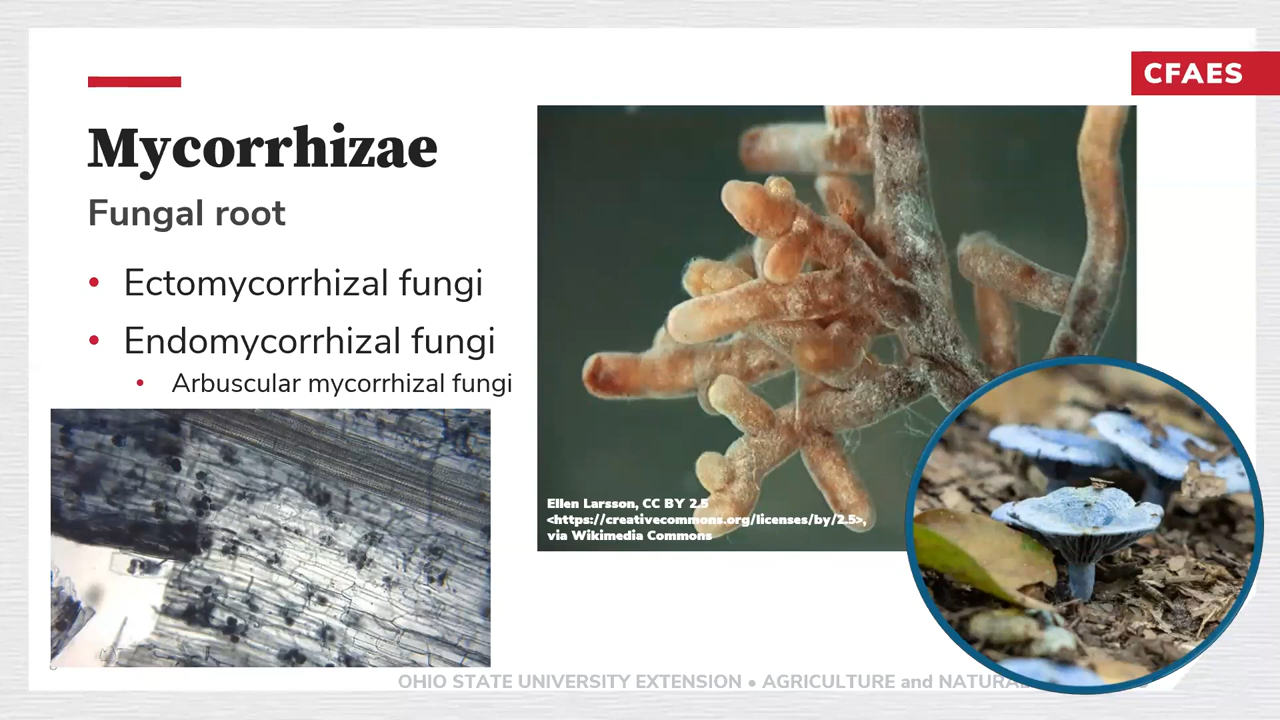 CFAES
Mycorrhizae
Fungal root
• Ectomycorrhizal fungi
• Endomycorrhizal fungi
• Arbuscular mycorrhizal fungi
Ellen Larsson, CC BY 2.5
<https://creativecommons.org/licenses/by/2.5>,
via Wikimedia Commons
OHIO STATE UNIVERSITY EXTENSION • AGRICULTURE and